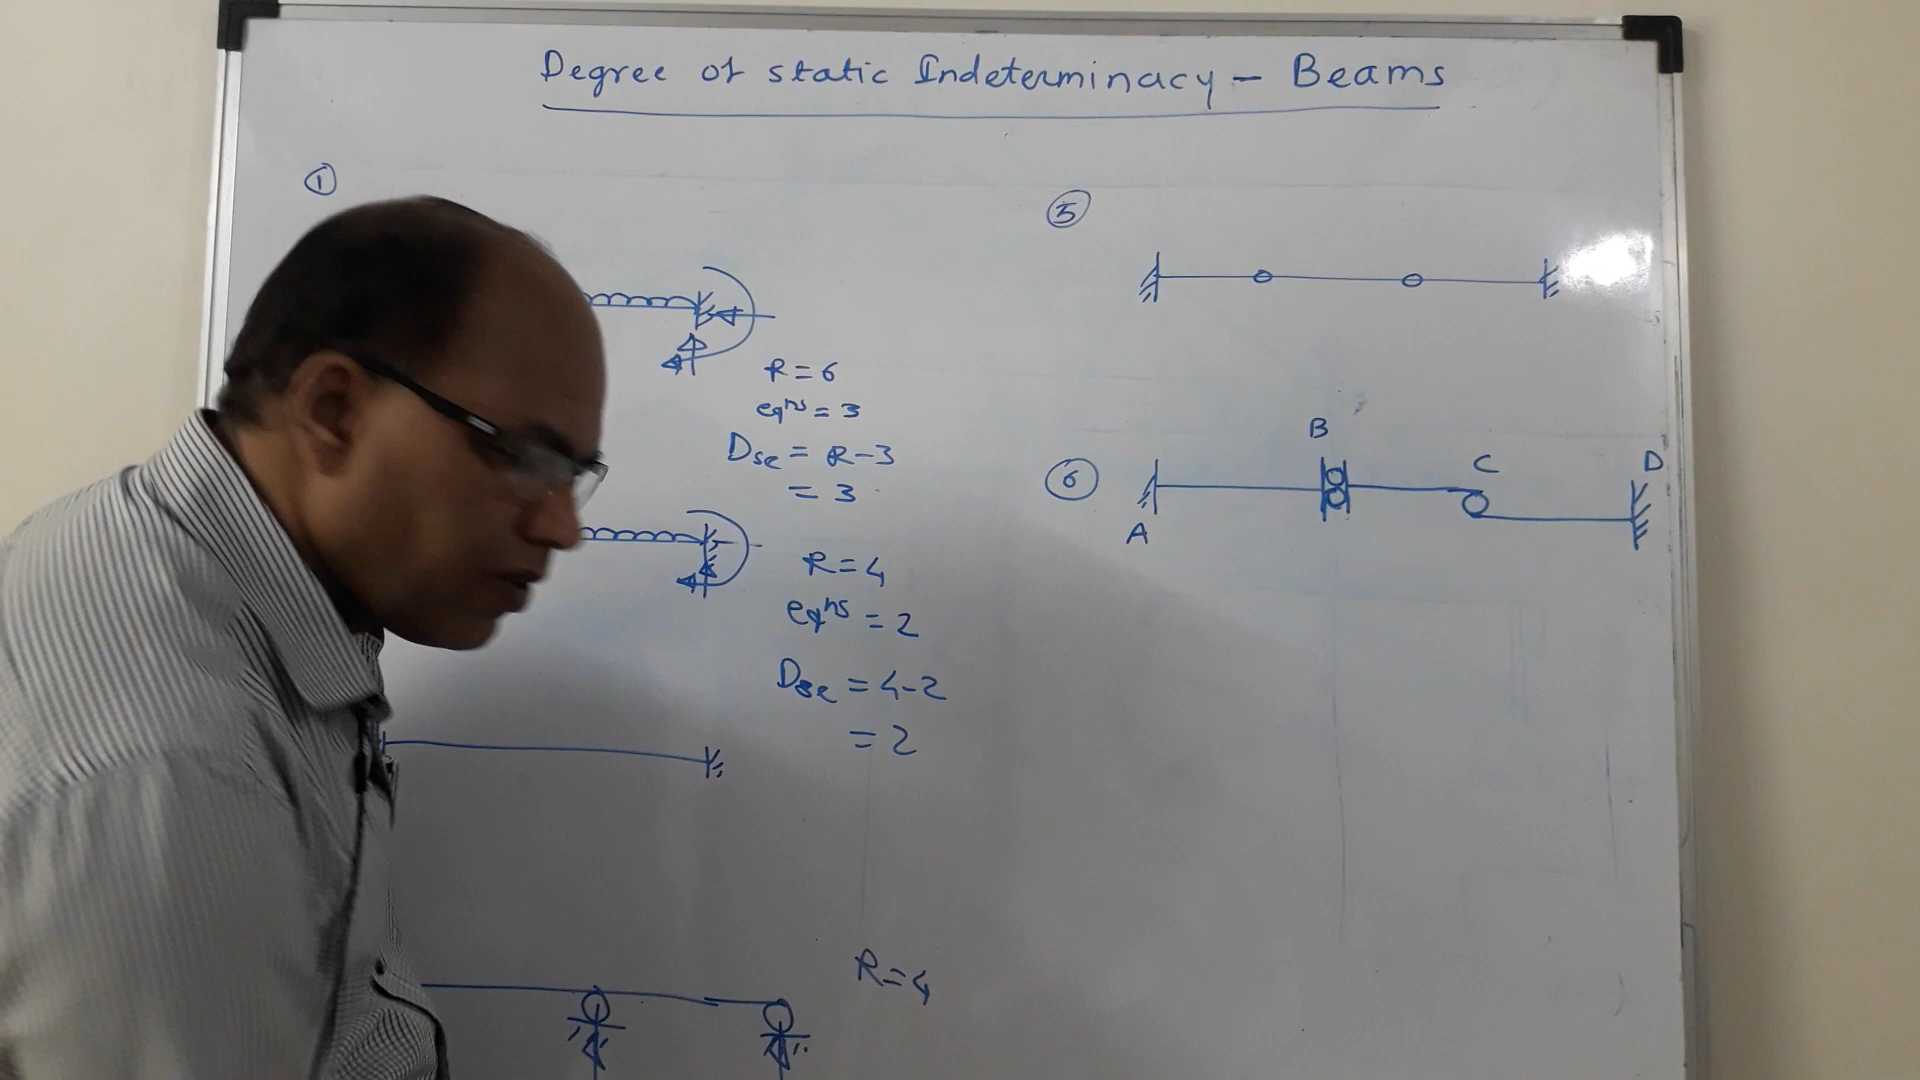 Degree of static Indeterminacy - Beams
①
R = 6
eqⁿˢ = 3
Dse = R-3
= 3
R = 4
eqⁿˢ = 2
Dse = 4-2
= 2
R = 4
⑤
⑥
A
B
C
D